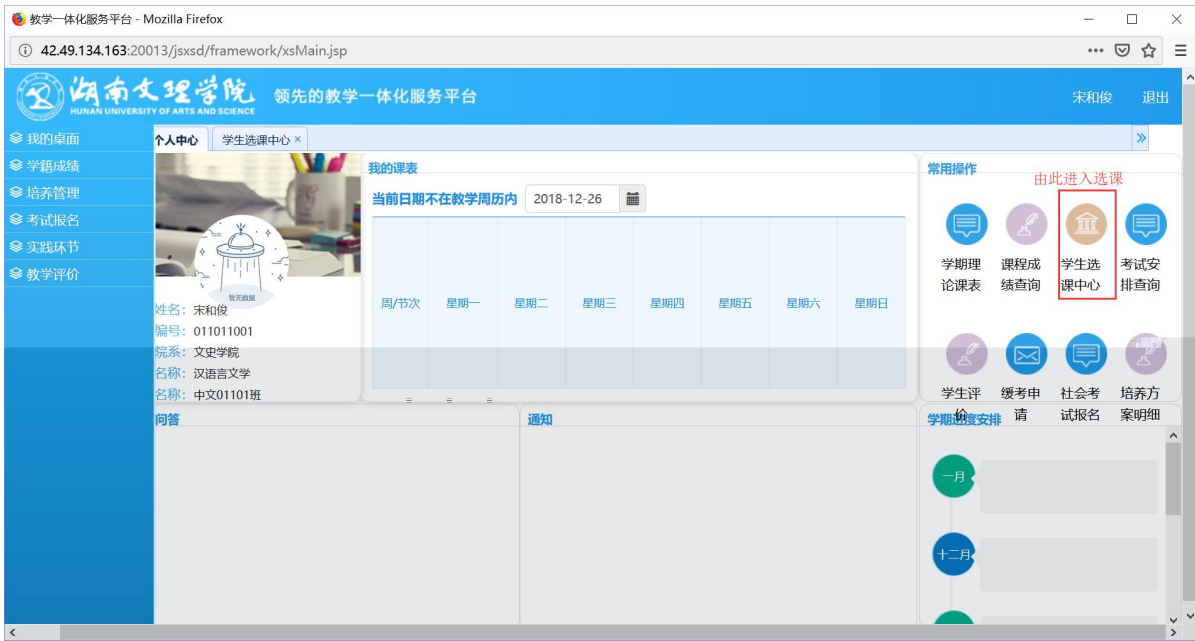 教学一体化服务平台 - Mozilla Firefox
42.49.134.163:20013/jsxsd/framework/xsMain.jsp
湖南文理学院
HUNAN UNIVERSITY OF ARTS AND SCIENCE
领先的教学一体化服务平台
宋和俊 退出
我的桌面
学籍成绩
培养管理
考试报名
实践环节
教学评价
个人中心 学生选课中心 ×
暂无数据
姓名: 宋和俊
编号: 011011001
院系: 文史学院
名称: 汉语言文学
名称: 中文01101班
我的课表
当前日期不在教学周历内 2018-12-26
周/节次 星期一 星期二 星期三 星期四 星期五 星期六 星期日
常用操作
由此进入选课
学期理论课表
课程成绩查询
学生选课中心
考试安排查询
学生评价
缓考申请
社会考试报名
培养方案明细
问答
通知
学期进度安排
一月
十二月